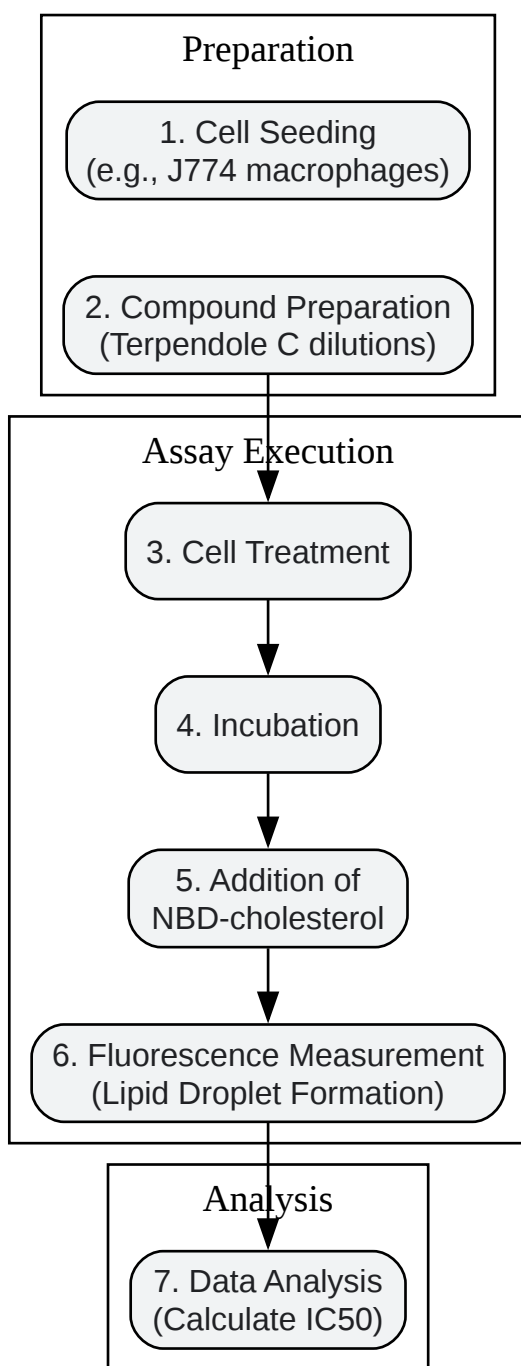 Preparation
1. Cell Seeding
(e.g., J774 macrophages)
2. Compound Preparation
(Terpendole C dilutions)
Assay Execution
3. Cell Treatment
4. Incubation
5. Addition of
NBD-cholesterol
6. Fluorescence Measurement
(Lipid Droplet Formation)
Analysis
7. Data Analysis
(Calculate IC50)